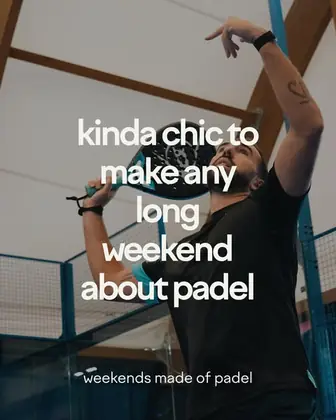 kinda chic to
make any
long
weekend
about padel
weekends made of padel